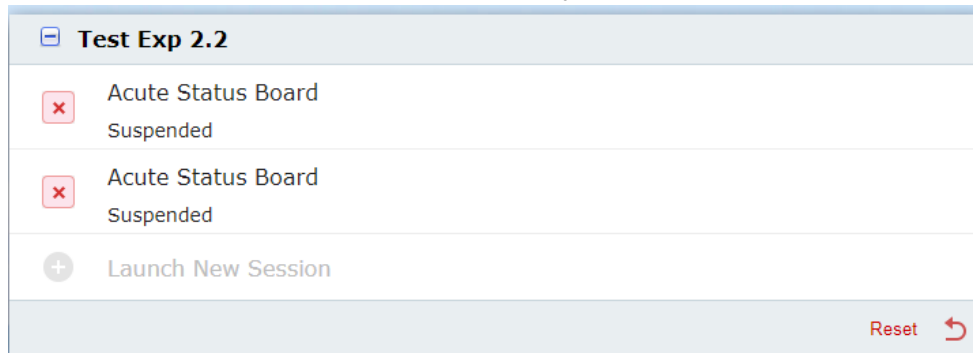 Test Exp 2.2
Acute Status Board
Suspended
Acute Status Board
Suspended
Launch New Session
Reset